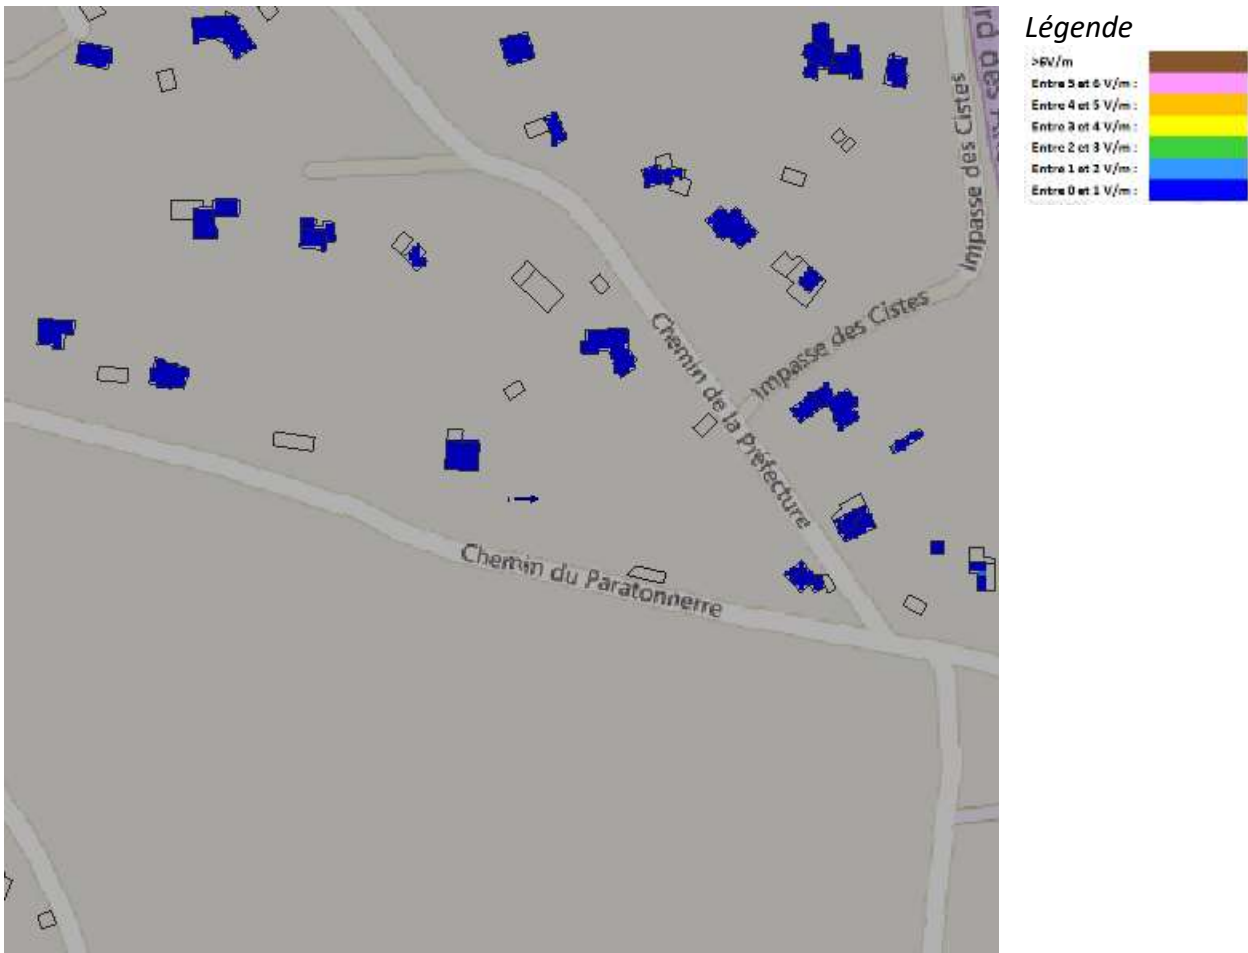 Légende
>6V/m
Entre 5 et 6 V/m :
Entre 4 et 5 V/m :
Entre 3 et 4 V/m :
Entre 2 et 3 V/m :
Entre 1 et 2 V/m :
Entre 0 et 1 V/m :
Impasse des Cistes
Impasse des Cistes
Chemin de la Préfecture
Chemin du Paratonnerre